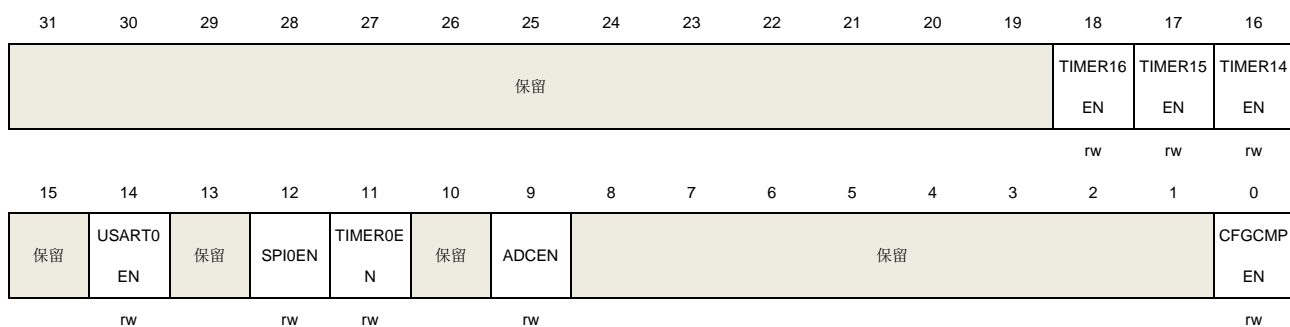 31 30 29 28 27 26 25 24 23 22 21 20 19 18 17 16
保留 TIMER16 EN TIMER15 EN TIMER14 EN
rw rw rw
15 14 13 12 11 10 9 8 7 6 5 4 3 2 1 0
保留 USART0 EN 保留 SPI0EN TIMER0E N 保留 ADCEN 保留 CFGCMP EN
rw rw rw rw rw